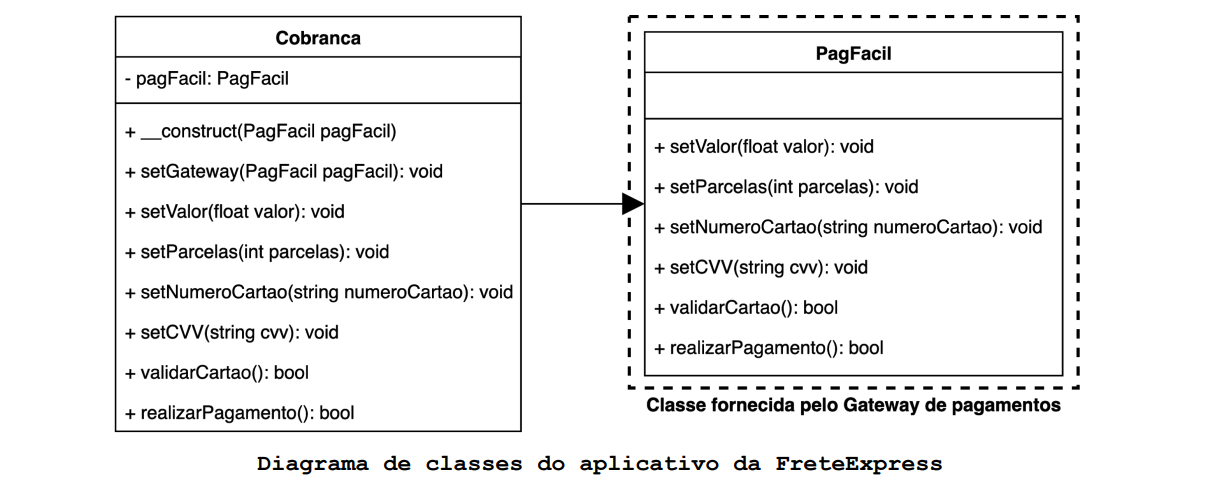 Cobranca
- pagFacil: PagFacil
+ __construct(PagFacil pagFacil)
+ setGateway(PagFacil pagFacil): void
+ setValor(float valor): void
+ setParcelas(int parcelas): void
+ setNumeroCartao(string numeroCartao): void
+ setCVV(string cvv): void
+ validarCartao(): bool
+ realizarPagamento(): bool
PagFacil
+ setValor(float valor): void
+ setParcelas(int parcelas): void
+ setNumeroCartao(string numeroCartao): void
+ setCVV(string cvv): void
+ validarCartao(): bool
+ realizarPagamento(): bool
Classe fornecida pelo Gateway de pagamentos
Diagrama de classes do aplicativo da FreteExpress